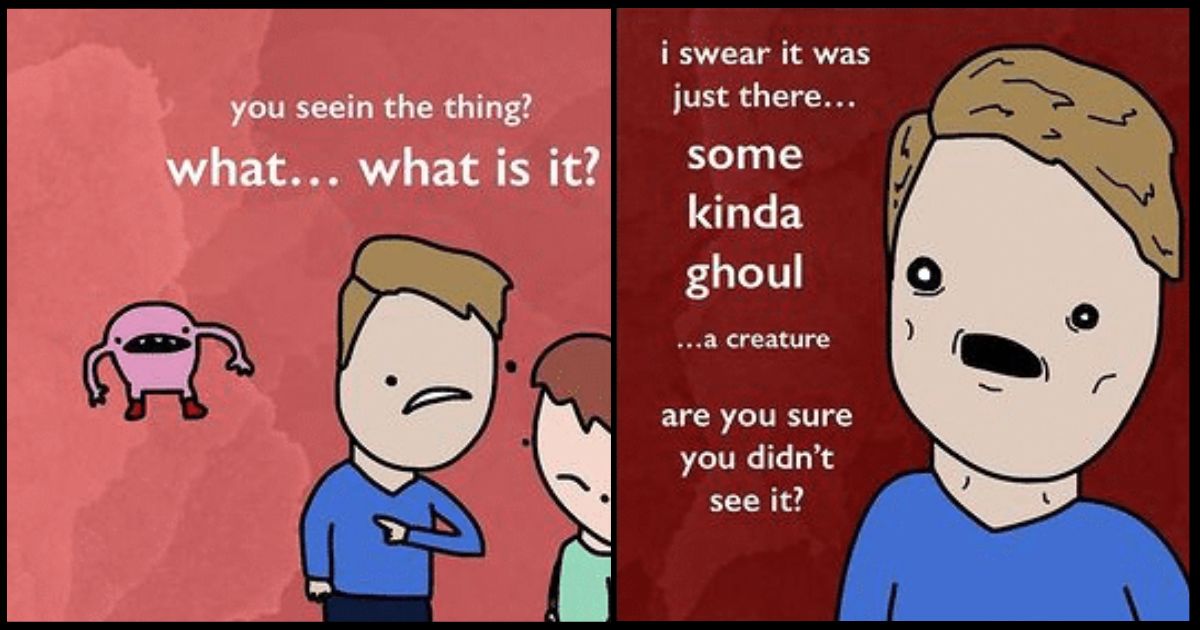 you seein the thing?
what... what is it?
i swear it was
just there...
some
kinda
ghoul
...a creature
are you sure
you didn't
see it?